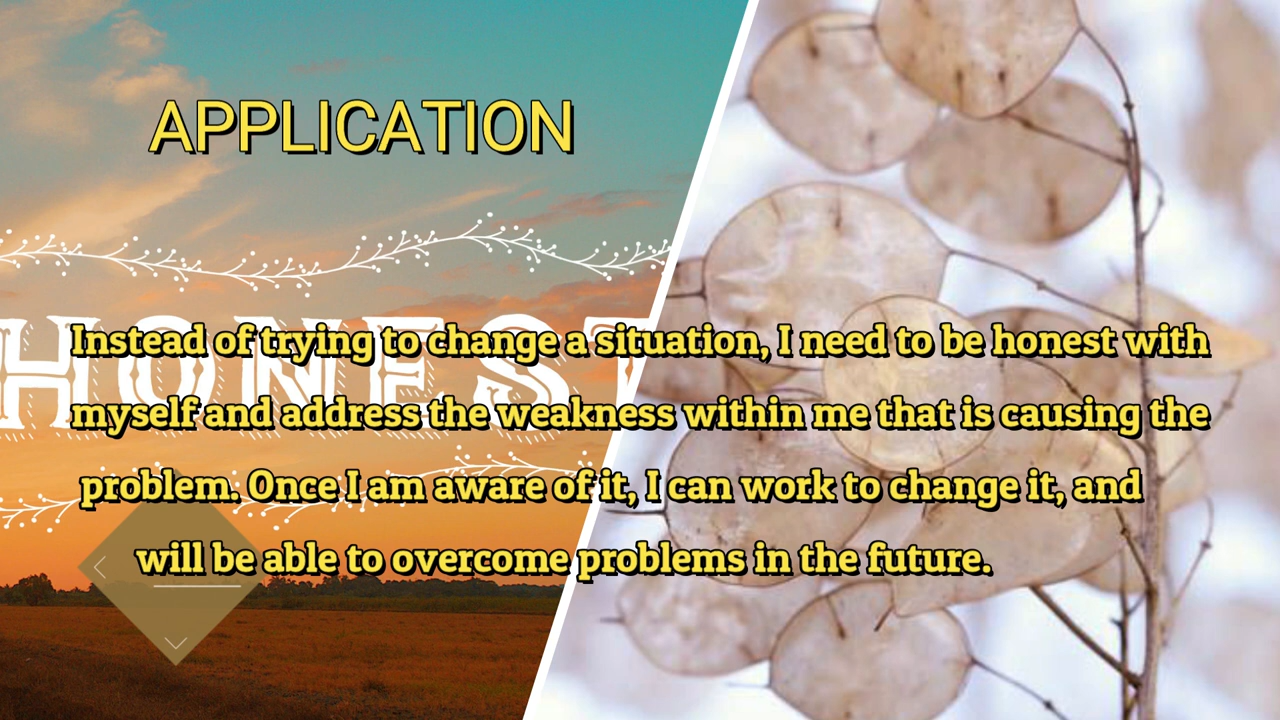 APPLICATION
HONEST
Instead of trying to change a situation, I need to be honest with
myself and address the weakness within me that is causing the
problem. Once I am aware of it, I can work to change it, and
will be able to overcome problems in the future.